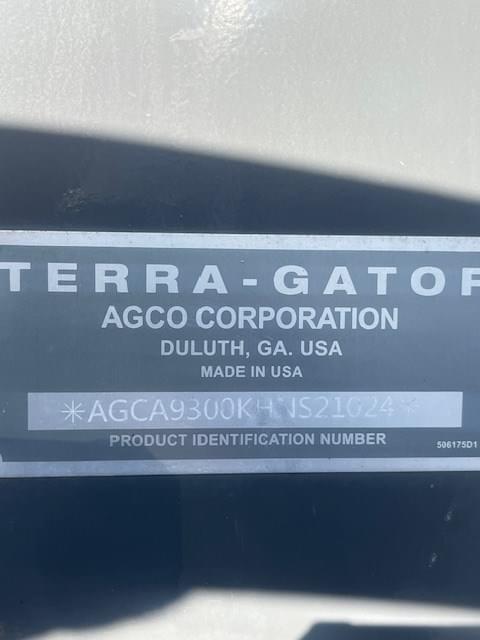 TERRA-GATOR
AGCO CORPORATION
DULUTH, GA. USA
MADE IN USA
*AGCA9300KHNS21024*
PRODUCT IDENTIFICATION NUMBER
506175D1